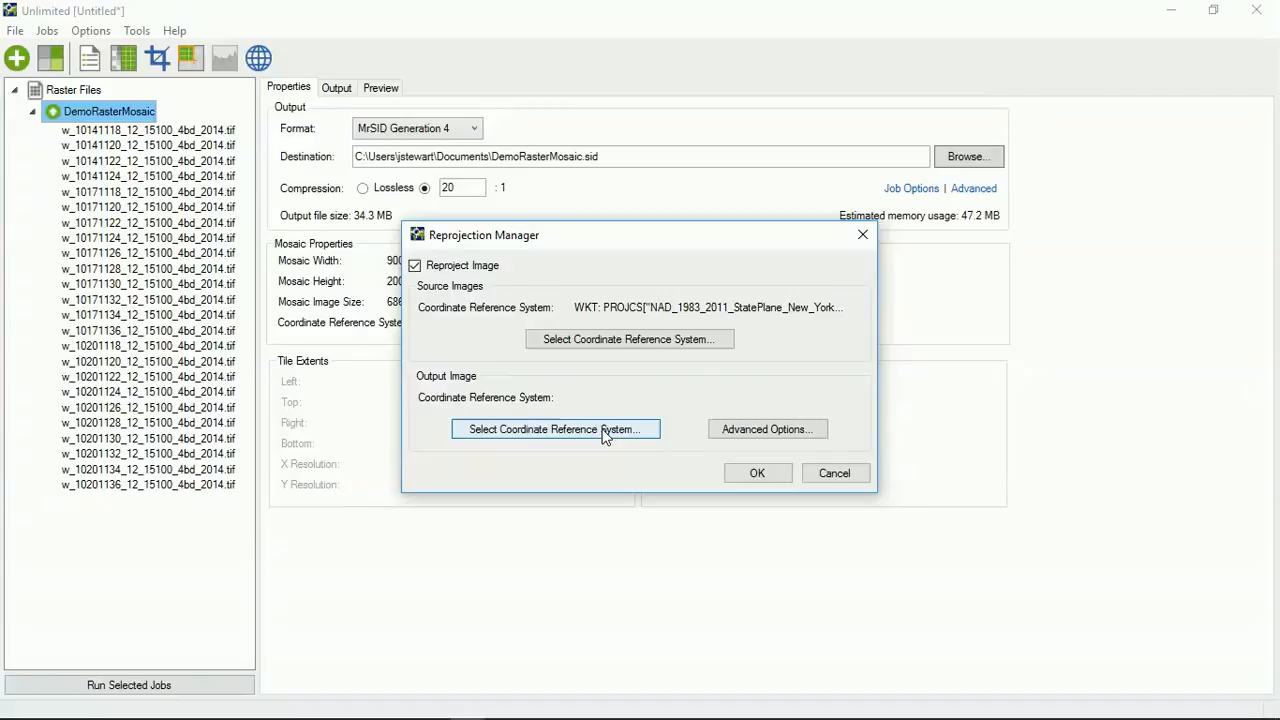 Unlimited [Untitled*]
File Jobs Options Tools Help
Raster Files
DemoRasterMosaic
w_10141118_12_15100_4bd_2014.tif
w_10141120_12_15100_4bd_2014.tif
w_10141122_12_15100_4bd_2014.tif
w_10141124_12_15100_4bd_2014.tif
w_10171118_12_15100_4bd_2014.tif
w_10171120_12_15100_4bd_2014.tif
w_10171122_12_15100_4bd_2014.tif
w_10171124_12_15100_4bd_2014.tif
w_10171126_12_15100_4bd_2014.tif
w_10171128_12_15100_4bd_2014.tif
w_10171130_12_15100_4bd_2014.tif
w_10171132_12_15100_4bd_2014.tif
w_10171134_12_15100_4bd_2014.tif
w_10171136_12_15100_4bd_2014.tif
w_10201118_12_15100_4bd_2014.tif
w_10201120_12_15100_4bd_2014.tif
w_10201122_12_15100_4bd_2014.tif
w_10201124_12_15100_4bd_2014.tif
w_10201126_12_15100_4bd_2014.tif
w_10201128_12_15100_4bd_2014.tif
w_10201130_12_15100_4bd_2014.tif
w_10201132_12_15100_4bd_2014.tif
w_10201134_12_15100_4bd_2014.tif
w_10201136_12_15100_4bd_2014.tif
Run Selected Jobs
Properties Output Preview
Output
Format: MrSID Generation 4
Destination: C:\Users\jstewart\Documents\DemoRasterMosaic.sid Browse...
Compression: Lossless 20 : 1 Job Options | Advanced
Output file size: 34.3 MB Estimated memory usage: 47.2 MB
Mosaic Properties
Mosaic Width: 900
Mosaic Height: 200
Mosaic Image Size: 686
Coordinate Reference Syste
Tile Extents
Left:
Top:
Right:
Bottom:
X Resolution:
Y Resolution:
Reprojection Manager
Reproject Image
Source Images
Coordinate Reference System: WKT: PROJCS["NAD_1983_2011_StatePlane_New_York...
Select Coordinate Reference System...
Output Image
Coordinate Reference System:
Select Coordinate Reference System... Advanced Options...
OK Cancel